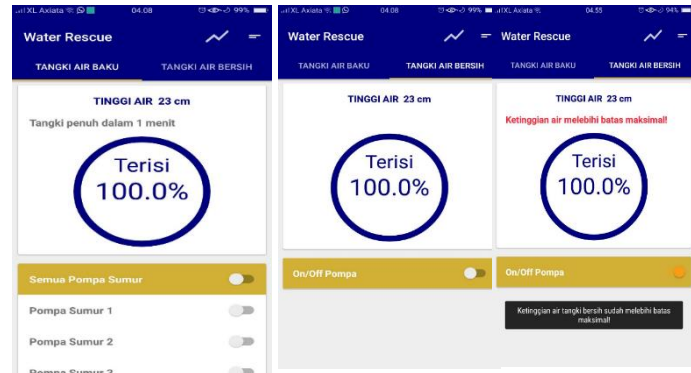 XL Axiata 04.08 99%
Water Rescue
TANGKI AIR BAKU TANGKI AIR BERSIH
TINGGI AIR 23 cm
Tangki penuh dalam 1 menit
Terisi
100.0%
Semua Pompa Sumur
Pompa Sumur 1
Pompa Sumur 2
Pompa Sumur 3
XL Axiata 04.08 99%
Water Rescue
TANGKI AIR BAKU TANGKI AIR BERSIH
TINGGI AIR 23 cm
Terisi
100.0%
On/Off Pompa
XL Axiata 04.55 94%
Water Rescue
TANGKI AIR BAKU TANGKI AIR BERSIH
TINGGI AIR 23 cm
Ketinggian air melebihi batas maksimal!
Terisi
100.0%
On/Off Pompa
Ketinggian air tangki bersih sudah melebihi batas
maksimal!